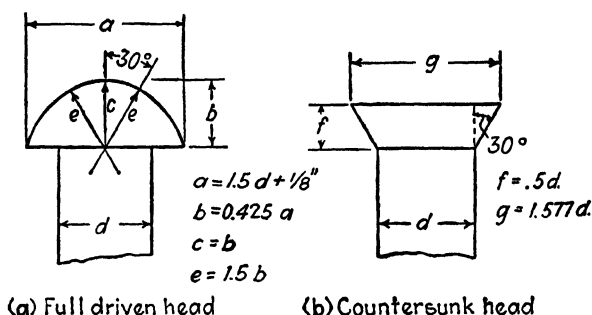 a
30°
g
e
c
e
b
f
30°
a=1.5 d+1/8"
b=0.425 a
c=b
e=1.5 b
d
f=.5d.
g=1.577d.
d
(a) Full driven head
(b) Countersunk head